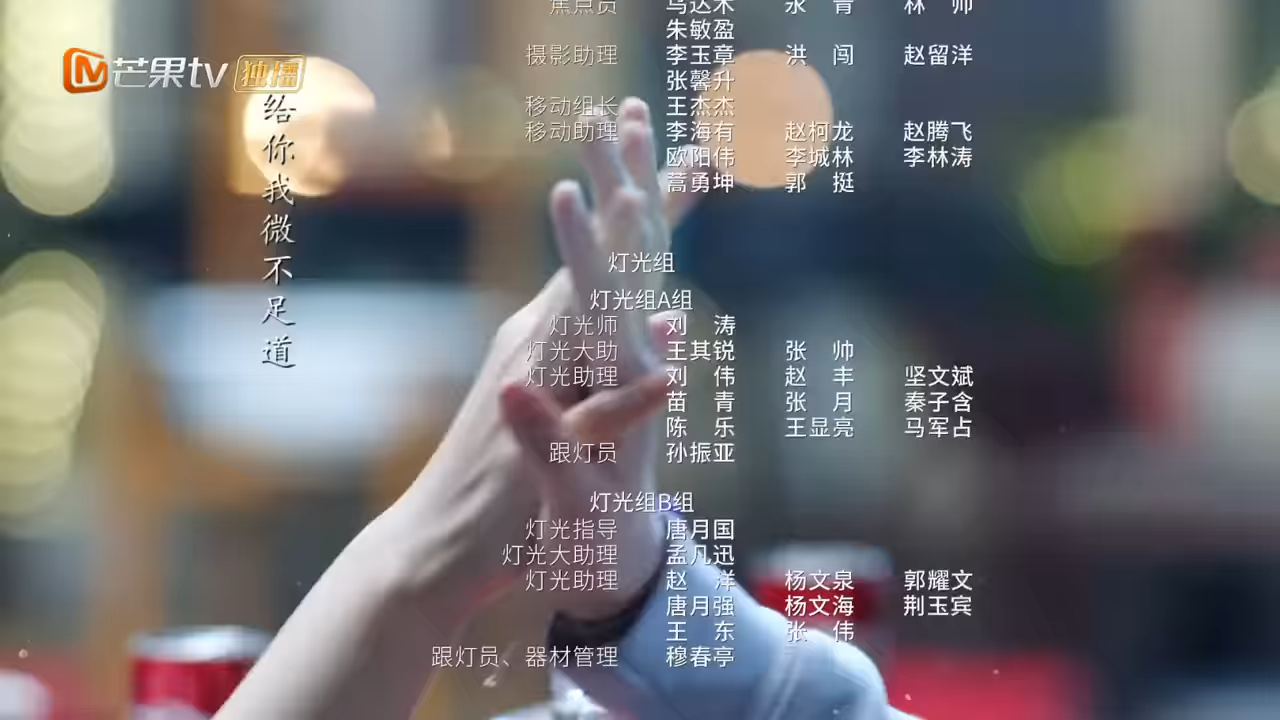 芒果tv 独播
给你我微不足道
朱敏盈
摄影助理 李玉章 洪闯 赵留洋
张馨升
移动组长 王杰杰
移动助理 李海有 赵柯龙 赵腾飞
欧阳伟 李城林 李林涛
蒿勇坤 郭挺
灯光组
灯光组A组
灯光师 刘涛
灯光大助 王其锐 张帅
灯光助理 刘伟 赵丰 坚文斌
苗青 张月 秦子含
陈乐 王显亮 马军占
跟灯员 孙振亚
灯光组B组
灯光指导 唐月国
灯光大助理 孟凡迅
灯光助理 赵洋 杨文泉 郭耀文
唐月强 杨文海 荆玉宾
王东 张伟
跟灯员、器材管理 穆春亭